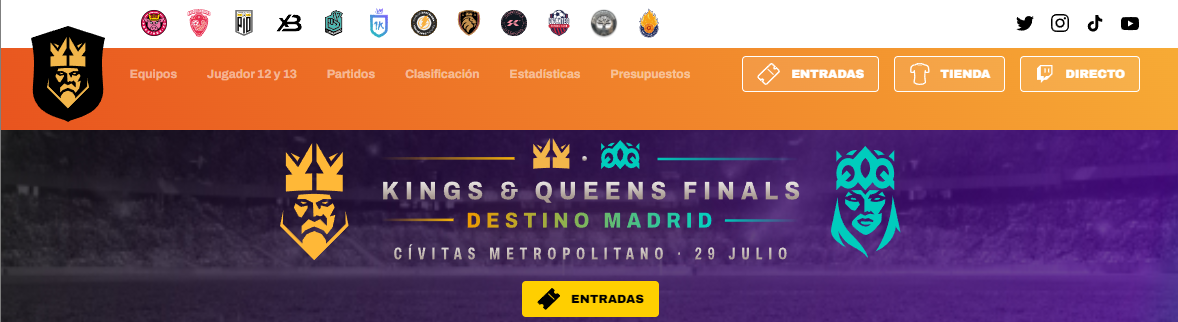 Equipos Jugador 12 y 13 Partidos Clasificación Estadísticas Presupuestos ENTRADAS TIENDA DIRECTO
KINGS & QUEENS FINALS
DESTINO MADRID
CÍVITAS METROPOLITANO · 29 JULIO
ENTRADAS